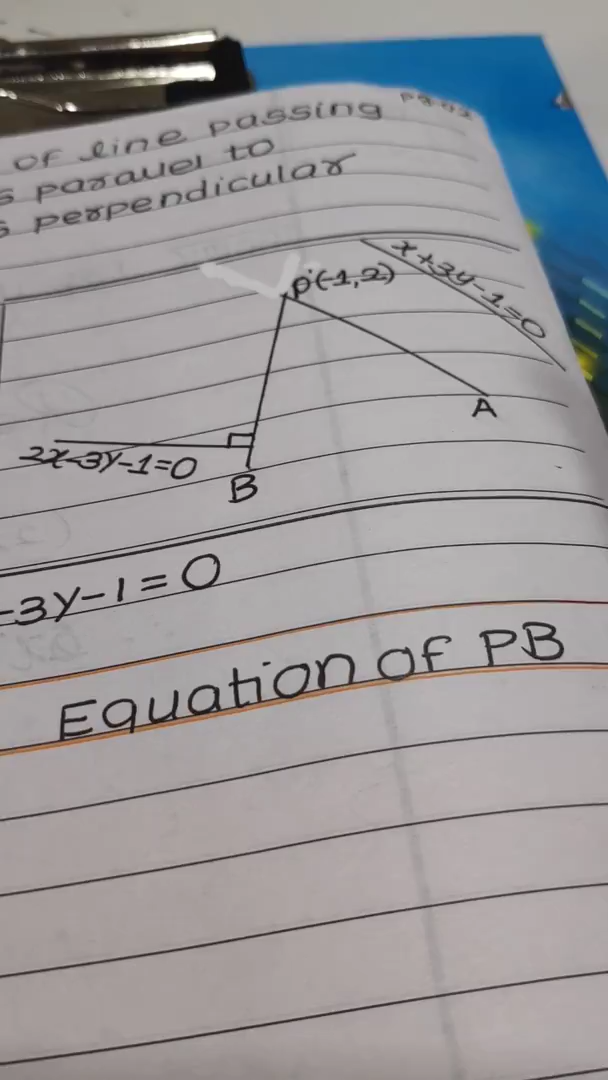 OF line passing
s parallel to
s perpendicular
P(-1,2)
x+3y-1=0
A
2x-3y-1=0
B
-3y-1=0
Equation of PB